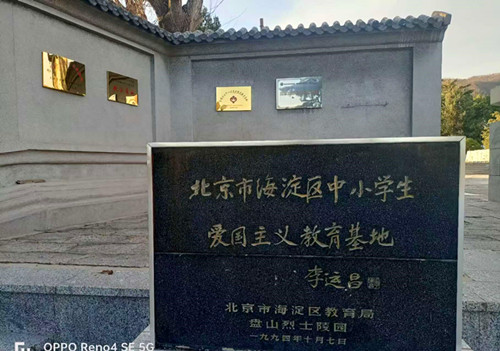 北京市海淀区中小学生
爱国主义教育基地
李运昌
北京市海淀区教育局
盘山烈士陵园
一九九四年十月七日
OPPO Reno4 SE 5G